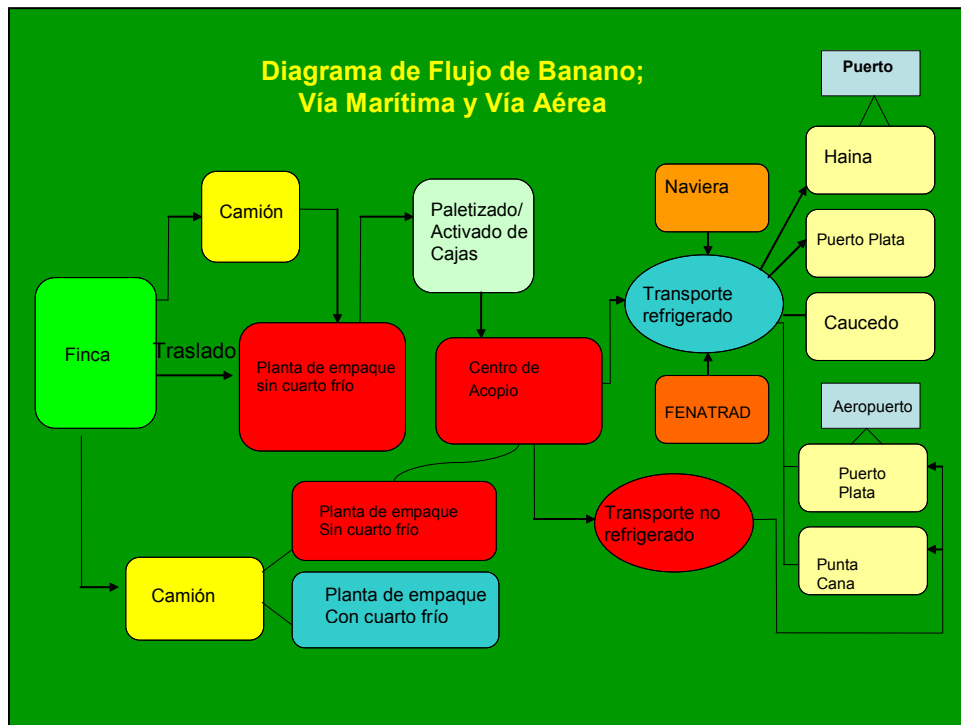 Diagrama de Flujo de Banano;
Vía Marítima y Vía Aérea
Puerto
Haina
Naviera
Camión
Paletizado/
Activado de
Cajas
Puerto Plata
Transporte
refrigerado
Caucedo
Finca
Traslado
Planta de empaque
sin cuarto frío
Centro de
Acopio
FENATRAD
Aeropuerto
Puerto
Plata
Planta de empaque
Sin cuarto frío
Transporte no
refrigerado
Punta
Cana
Camión
Planta de empaque
Con cuarto frío